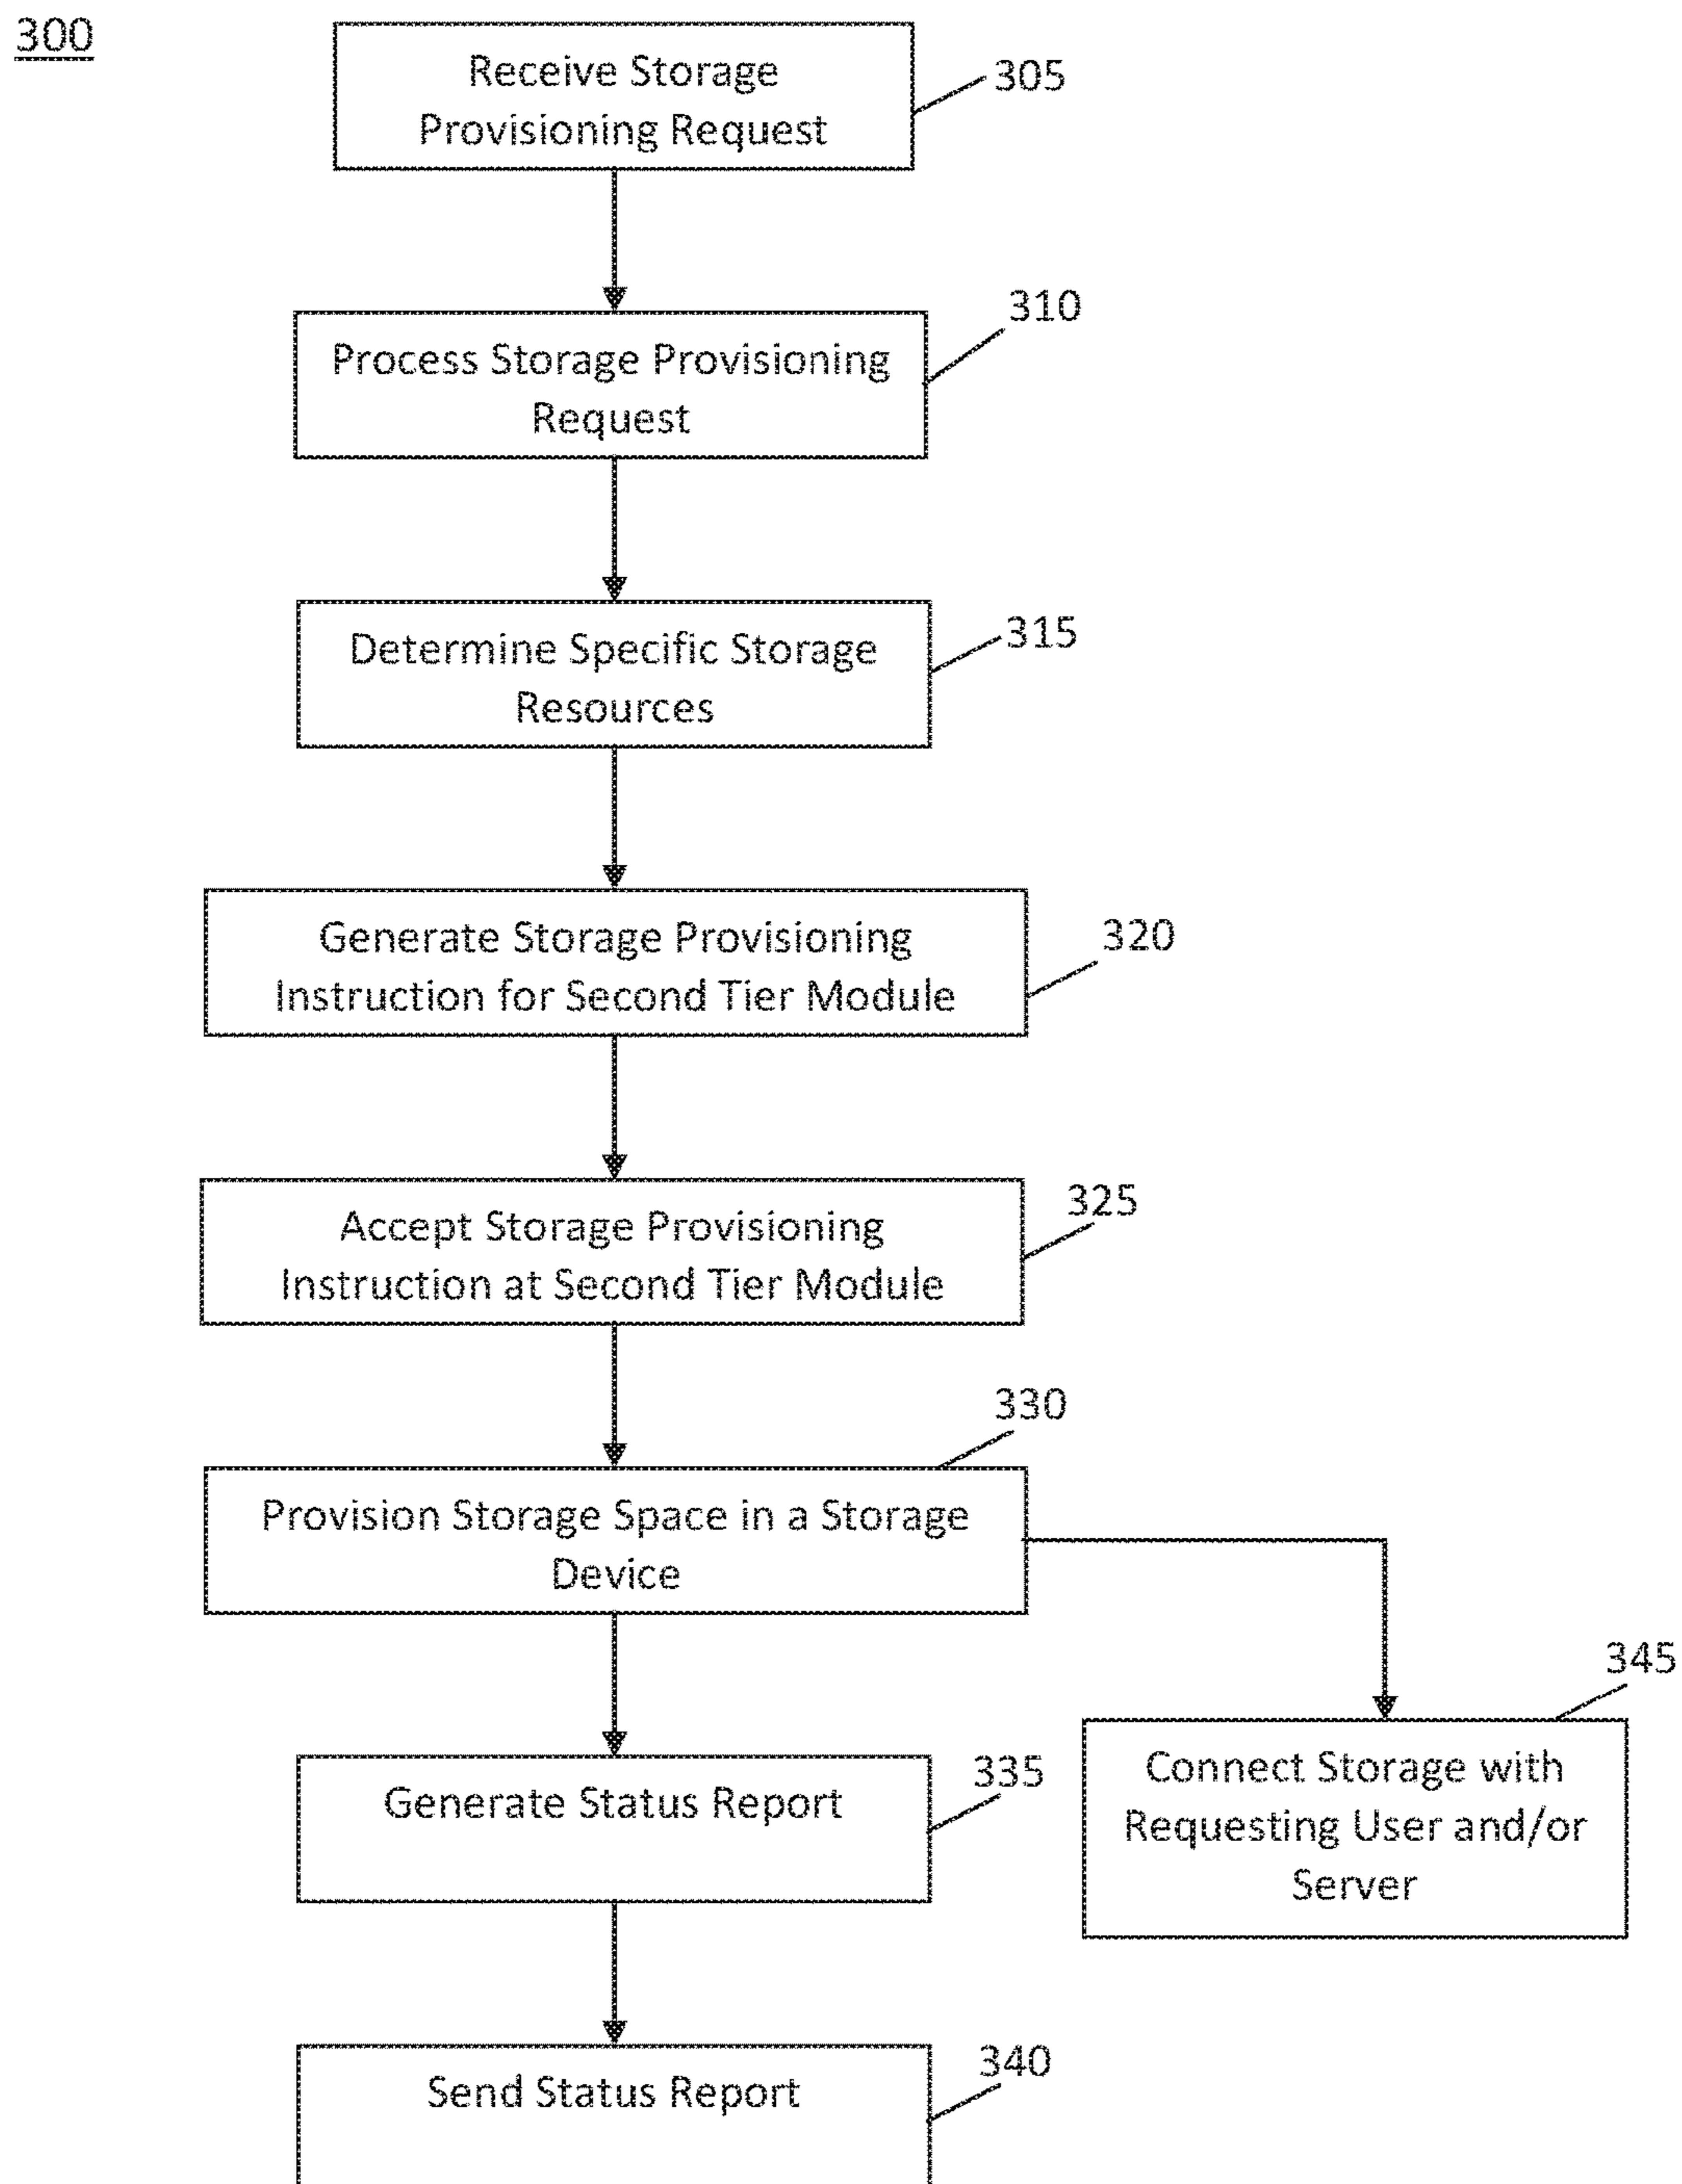 300
Receive Storage
Provisioning Request
305
310
Process Storage Provisioning
Request
315
Determine Specific Storage
Resources
320
Generate Storage Provisioning
Instruction for Second Tier Module
325
Accept Storage Provisioning
Instruction at Second Tier Module
330
Provision Storage Space in a Storage
Device
345
335
Generate Status Report
Connect Storage with
Requesting User and/or
Server
340
Send Status Report